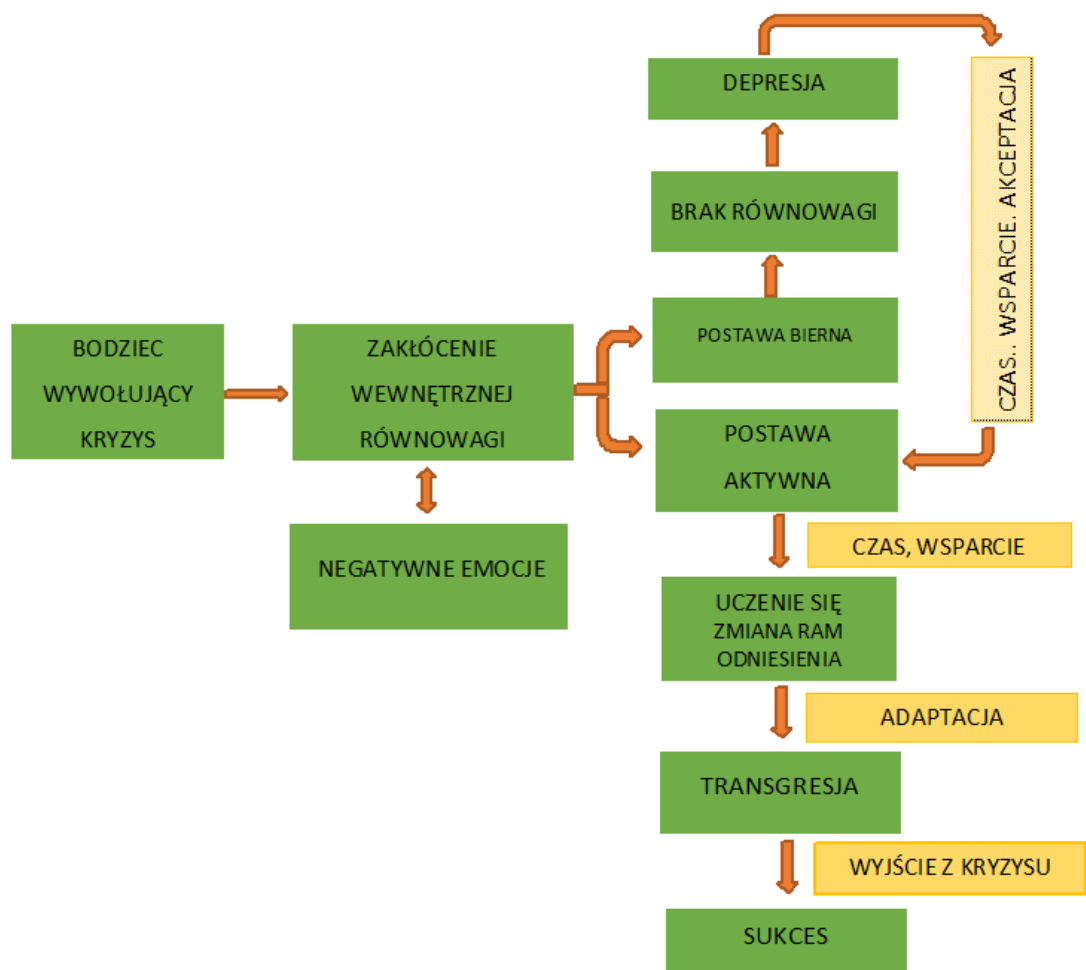 DEPRESJA
BRAK RÓWNOWAGI
POSTAWA BIERNA
CZAS.. WSPARCIE. AKCEPTACJA
BODZIEC
WYWOŁUJĄCY
KRYZYS
ZAKŁÓCENIE
WEWNĘTRZNEJ
RÓWNOWAGI
NEGATYWNE EMOCJE
POSTAWA
AKTYWNA
CZAS, WSPARCIE
UCZENIE SIĘ
ZMIANA RAM
ODNIESIENIA
ADAPTACJA
TRANSGRESJA
WYJŚCIE Z KRYZYSU
SUKCES